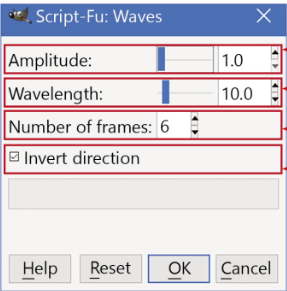 Script-Fu: Waves
Amplitude: 1.0
Wavelength: 10.0
Number of frames: 6
Invert direction
Help Reset OK Cancel